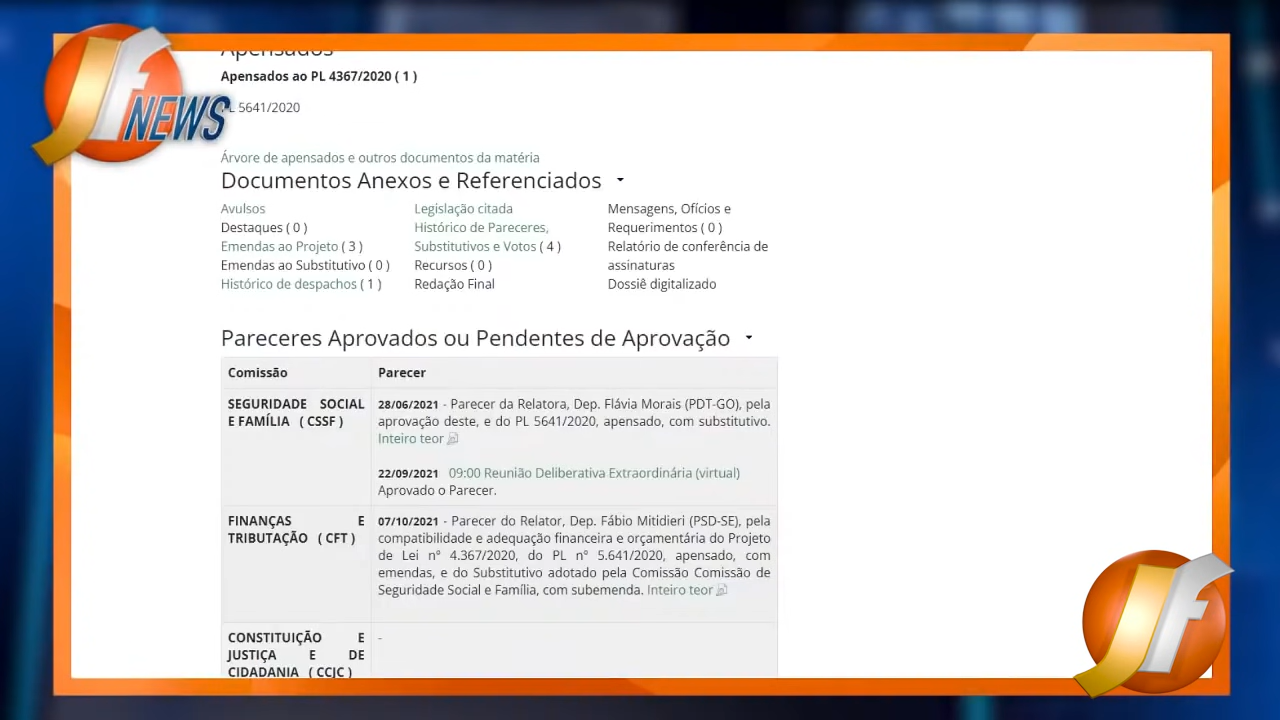 Apensados
Apensados ao PL 4367/2020 ( 1 )
PL 5641/2020
Jf
NEWS
Árvore de apensados e outros documentos da matéria
Documentos Anexos e Referenciados
Avulsos
Destaques ( 0 )
Emendas ao Projeto ( 3 )
Emendas ao Substitutivo ( 0 )
Histórico de despachos ( 1 )
Legislação citada
Histórico de Pareceres,
Substitutivos e Votos ( 4 )
Recursos ( 0 )
Redação Final
Mensagens, Ofícios e
Requerimentos ( 0 )
Relatório de conferência de
assinaturas
Dossiê digitalizado
Pareceres Aprovados ou Pendentes de Aprovação
Comissão
Parecer
SEGURIDADE SOCIAL
E FAMÍLIA ( CSSF )
28/06/2021 - Parecer da Relatora, Dep. Flávia Morais (PDT-GO), pela
aprovação deste, e do PL 5641/2020, apensado, com substitutivo.
Inteiro teor
22/09/2021 09:00 Reunião Deliberativa Extraordinária (virtual)
Aprovado o Parecer.
FINANÇAS E
TRIBUTAÇÃO ( CFT )
07/10/2021 - Parecer do Relator, Dep. Fábio Mitidieri (PSD-SE), pela
compatibilidade e adequação financeira e orçamentária do Projeto
de Lei nº 4.367/2020, do PL nº 5.641/2020, apensado, com
emendas, e do Substitutivo adotado pela Comissão Comissão de
Seguridade Social e Família, com subemenda. Inteiro teor
CONSTITUIÇÃO E
JUSTIÇA E DE
CIDADANIA ( CCJC )
-
Jf